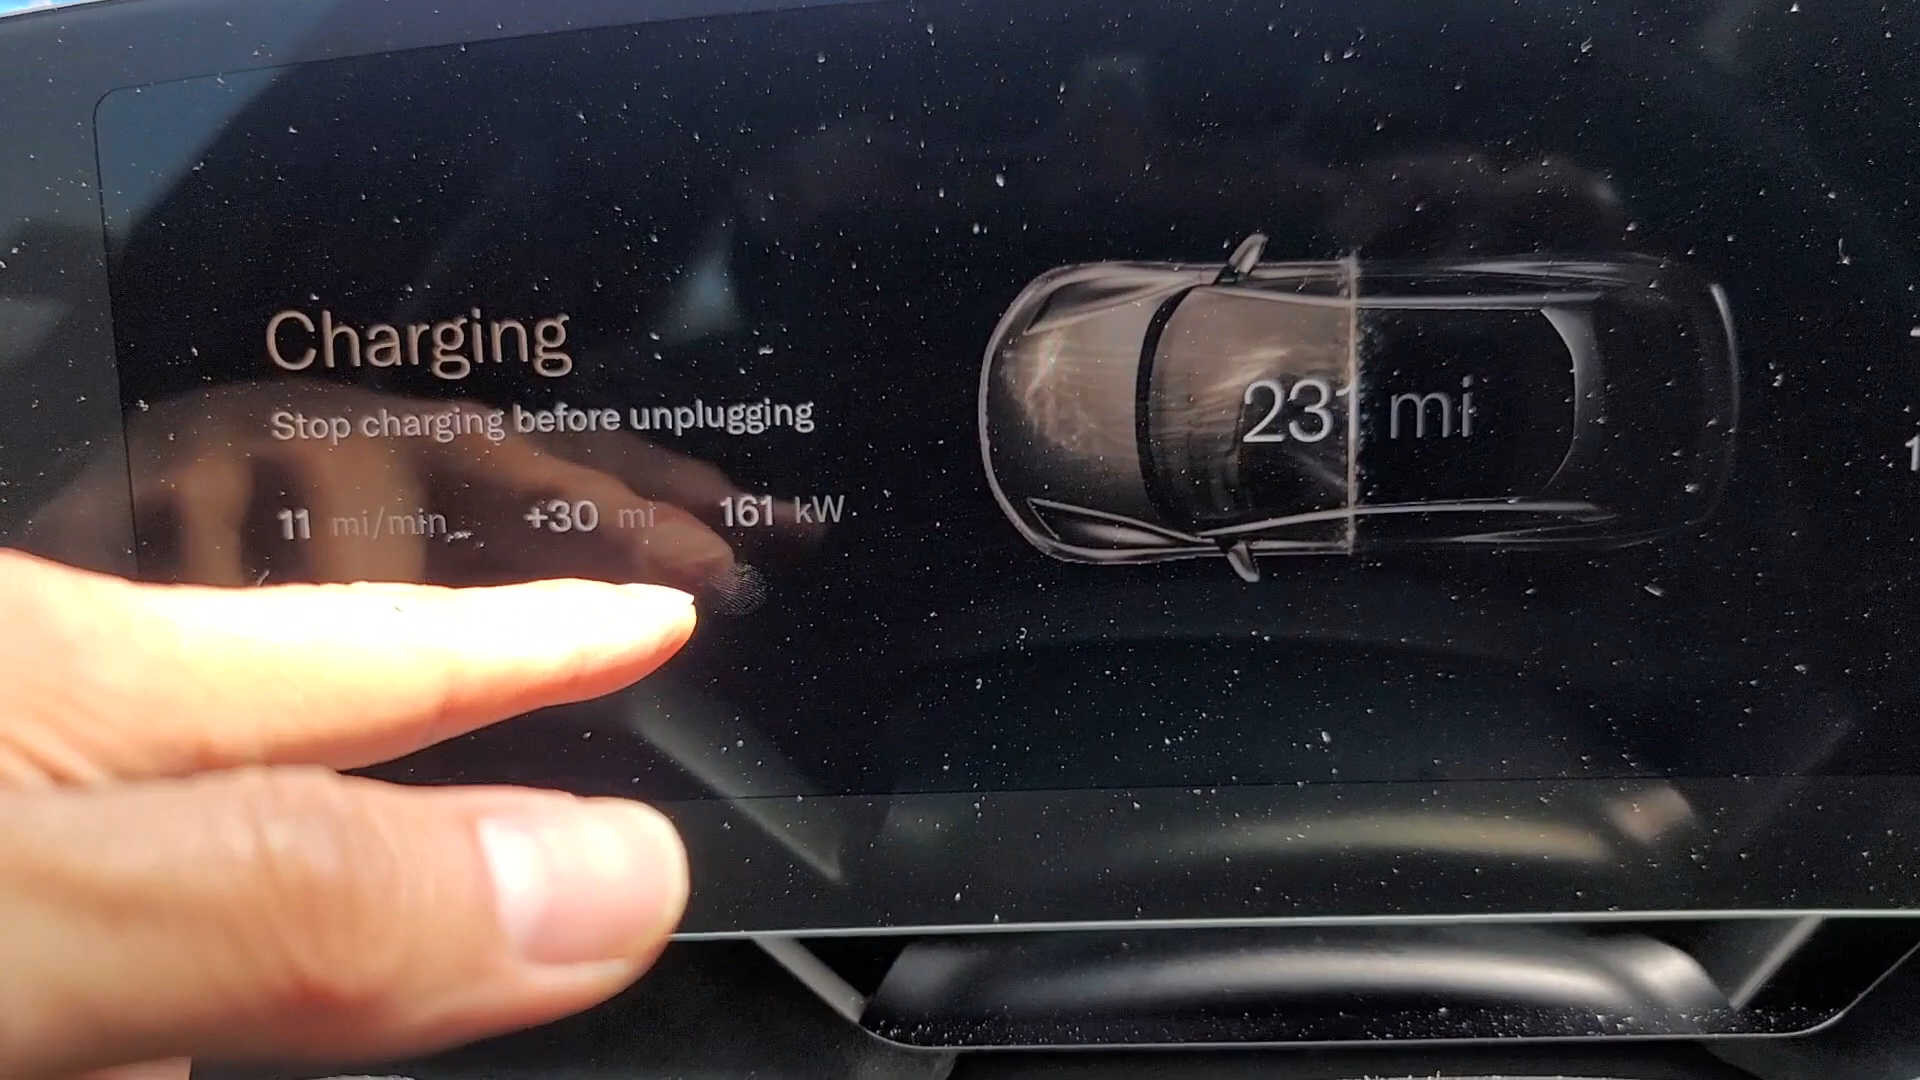 Charging
Stop charging before unplugging
11 mi/min +30 mi 161 kW
231 mi